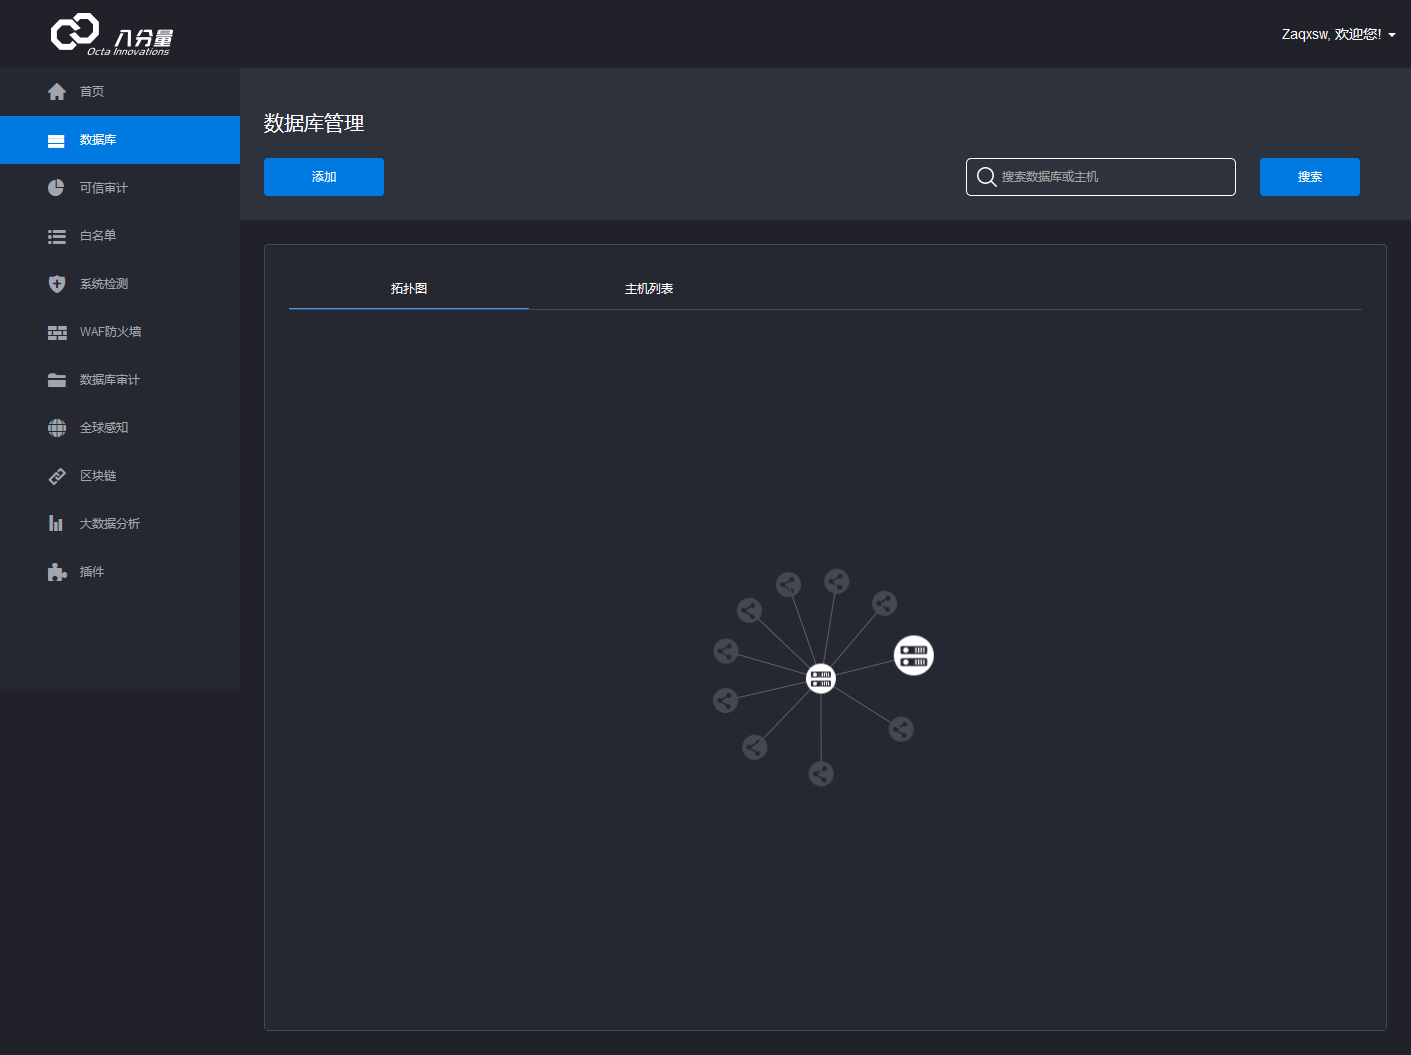 八分量
Octa Innovations
Zaqxsw, 欢迎您!
首页
数据库
可信审计
白名单
系统检测
WAF防火墙
数据库审计
全球感知
区块链
大数据分析
插件
数据库管理
添加
搜索数据库或主机
搜索
拓扑图
主机列表